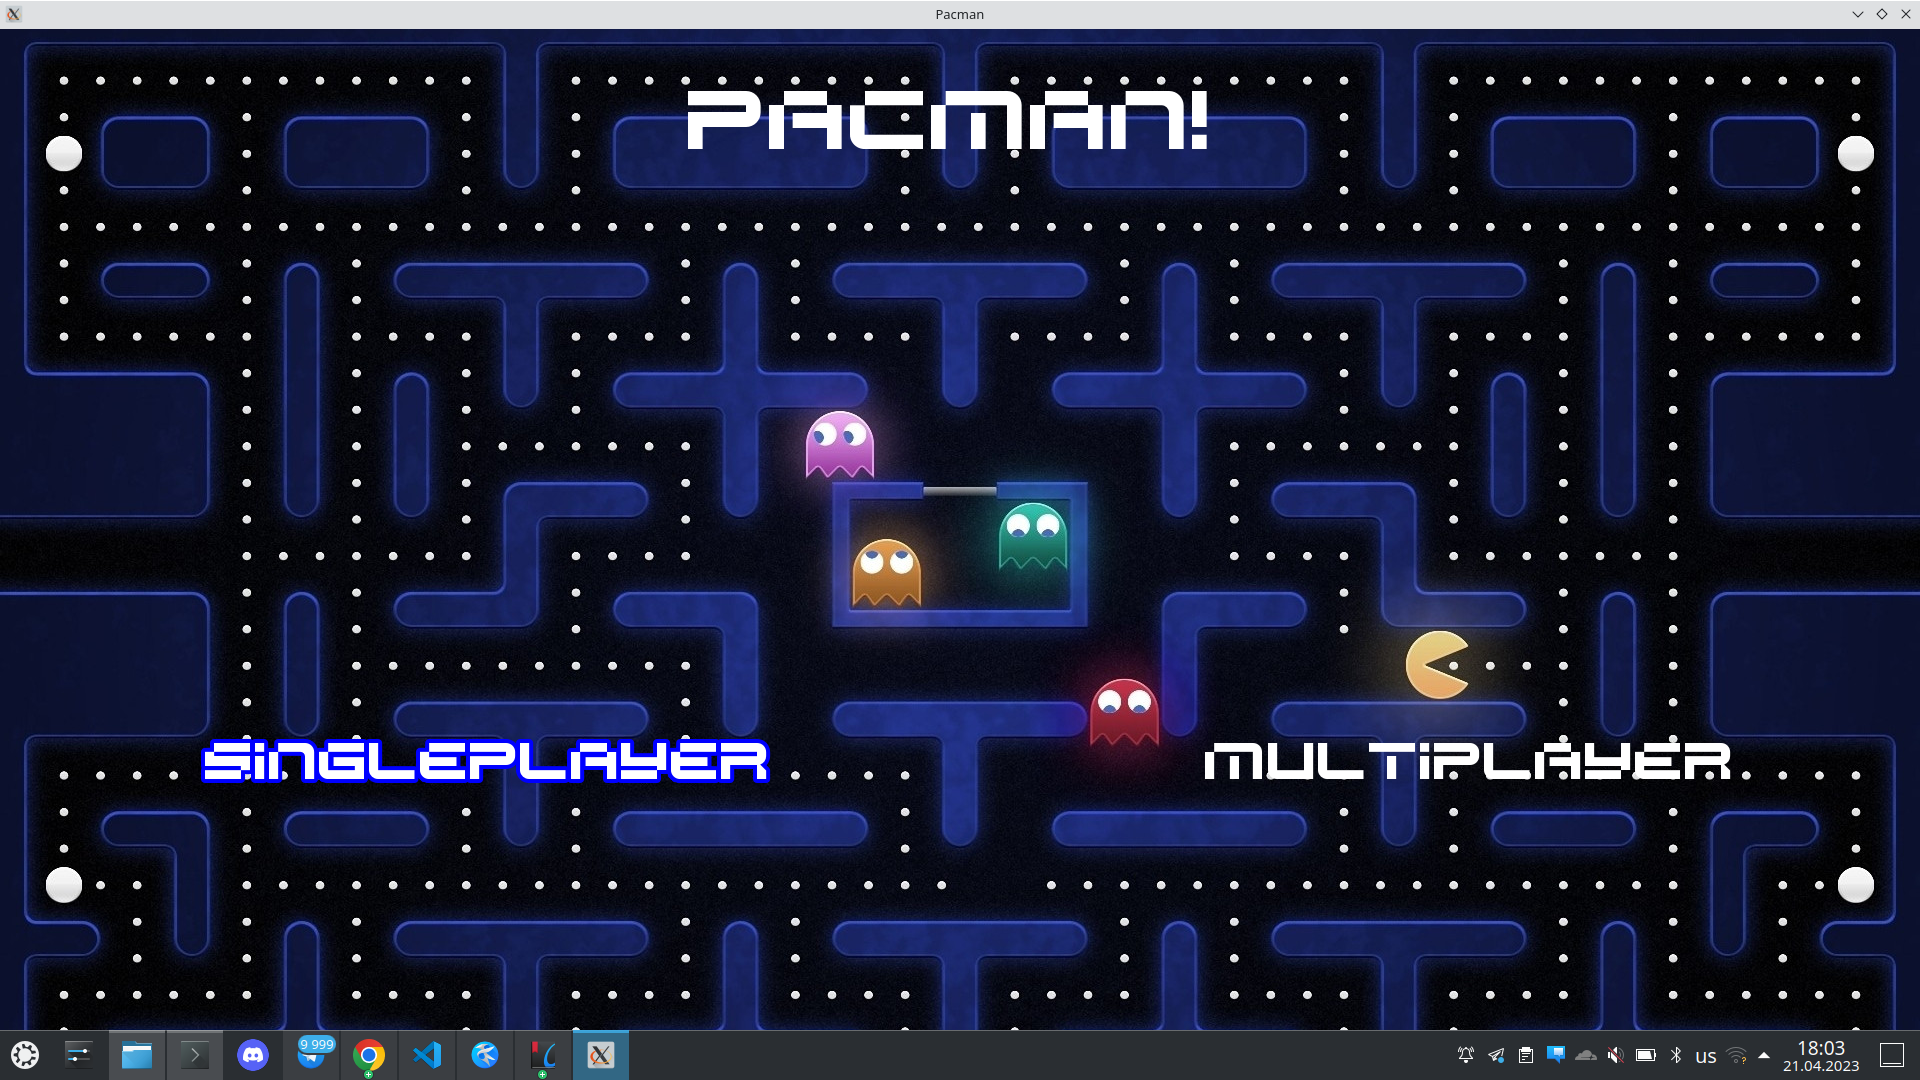 Pacman
PACMAN!
SINGLEPLAYER
MULTIPLAYER
9 999
us
18:03
21.04.2023